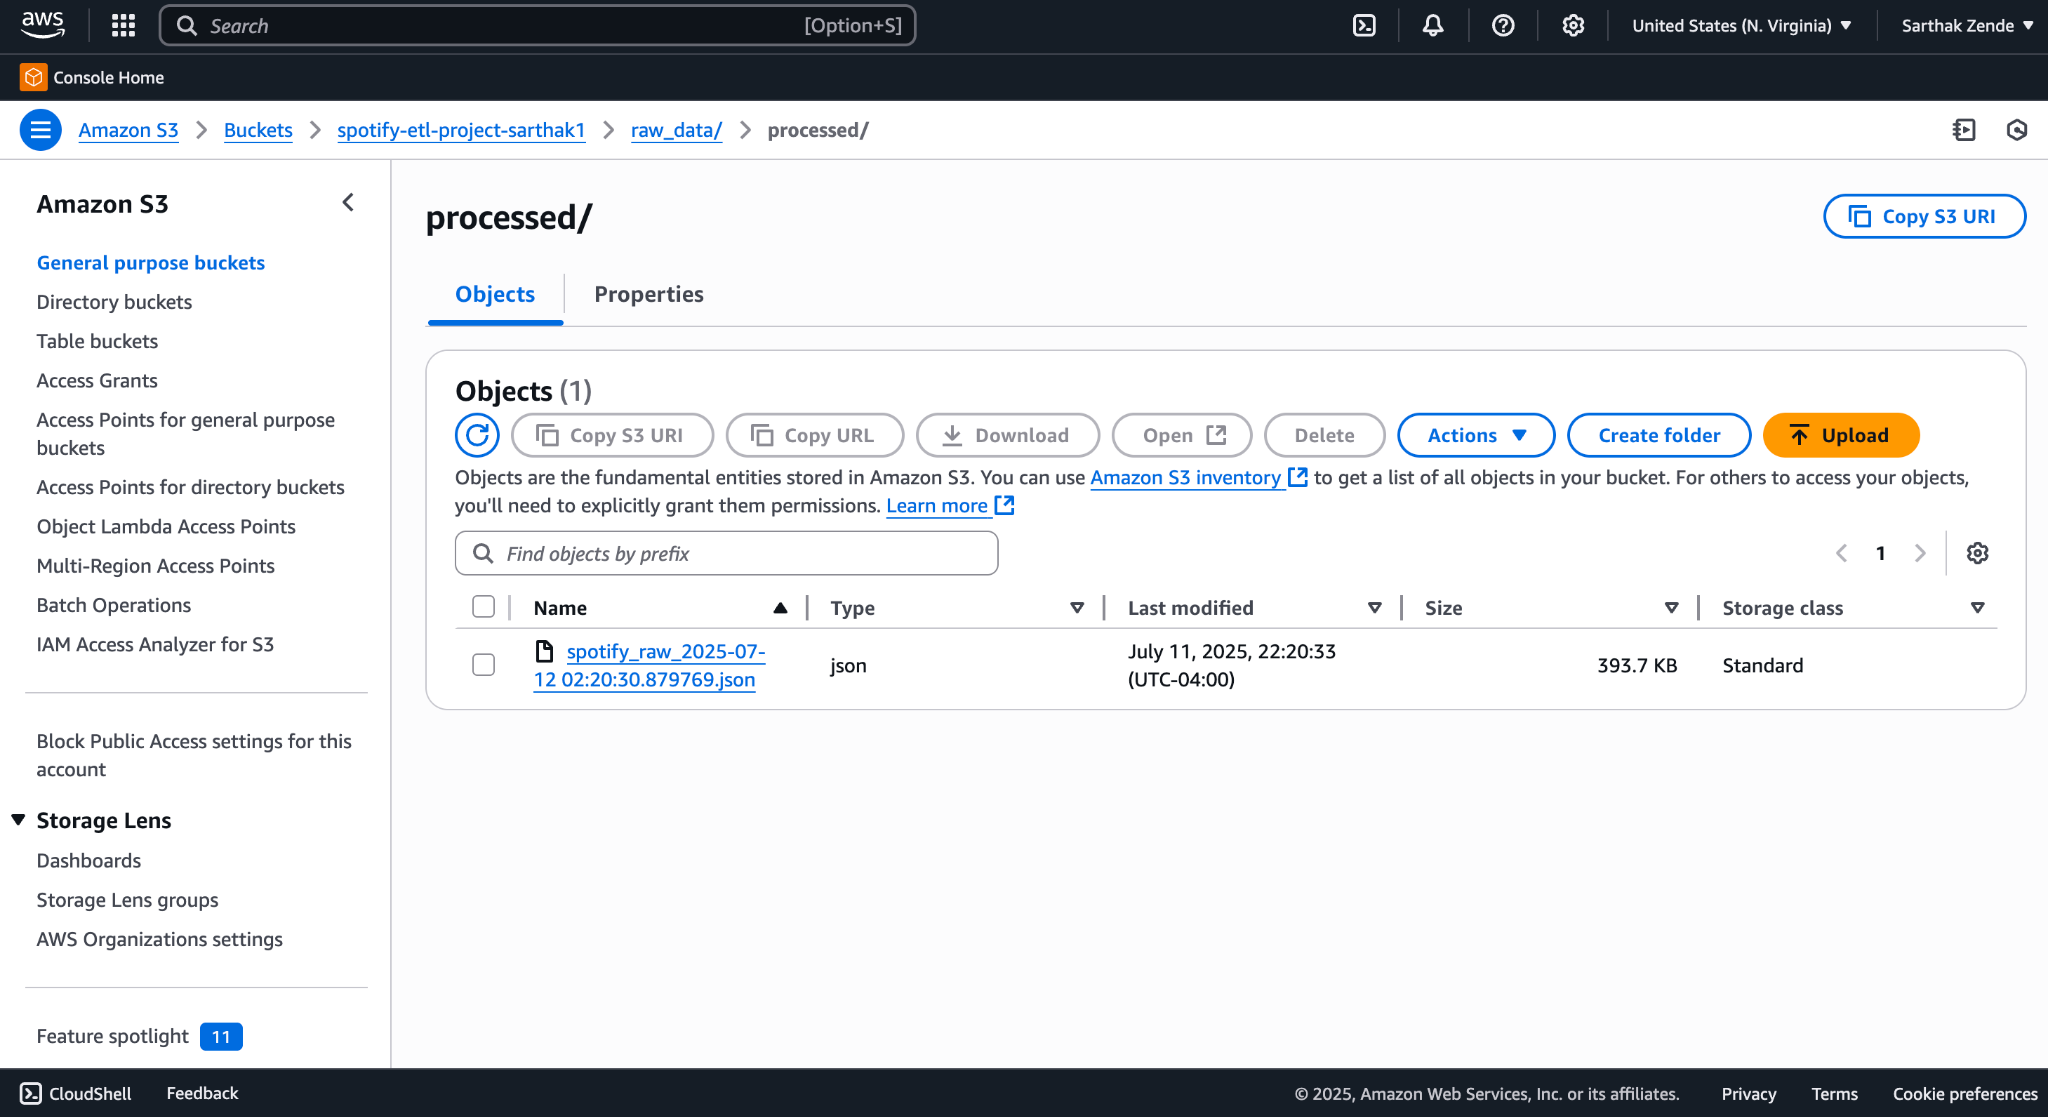 aws
Search [Option+S] United States (N. Virginia) Sarthak Zende
Console Home
Amazon S3 Buckets spotify-etl-project-sarthak1 raw_data/ processed/
Amazon S3
General purpose buckets
Directory buckets
Table buckets
Access Grants
Access Points for general purpose
buckets
Access Points for directory buckets
Object Lambda Access Points
Multi-Region Access Points
Batch Operations
IAM Access Analyzer for S3
Block Public Access settings for this
account
Storage Lens
Dashboards
Storage Lens groups
AWS Organizations settings
Feature spotlight 11
processed/
Copy S3 URI
Objects Properties
Objects (1)
Copy S3 URI Copy URL Download Open Delete Actions Create folder Upload
Objects are the fundamental entities stored in Amazon S3. You can use Amazon S3 inventory to get a list of all objects in your bucket. For others to access your objects,
you'll need to explicitly grant them permissions. Learn more
Find objects by prefix
1
Name Type Last modified Size Storage class
spotify_raw_2025-07-
12 02:20:30.879769.json
json
July 11, 2025, 22:20:33
(UTC-04:00)
393.7 KB
Standard
CloudShell Feedback © 2025, Amazon Web Services, Inc. or its affiliates. Privacy Terms Cookie preferences